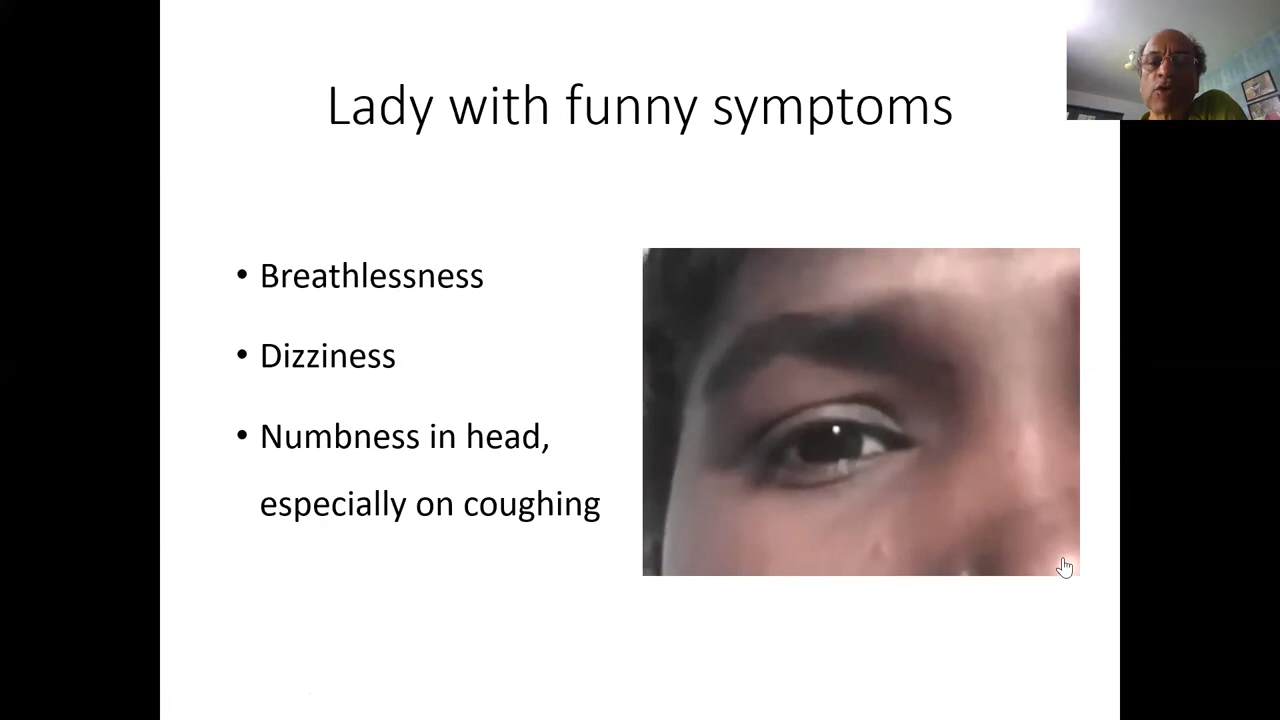 Lady with funny symptoms
• Breathlessness
• Dizziness
• Numbness in head,
especially on coughing